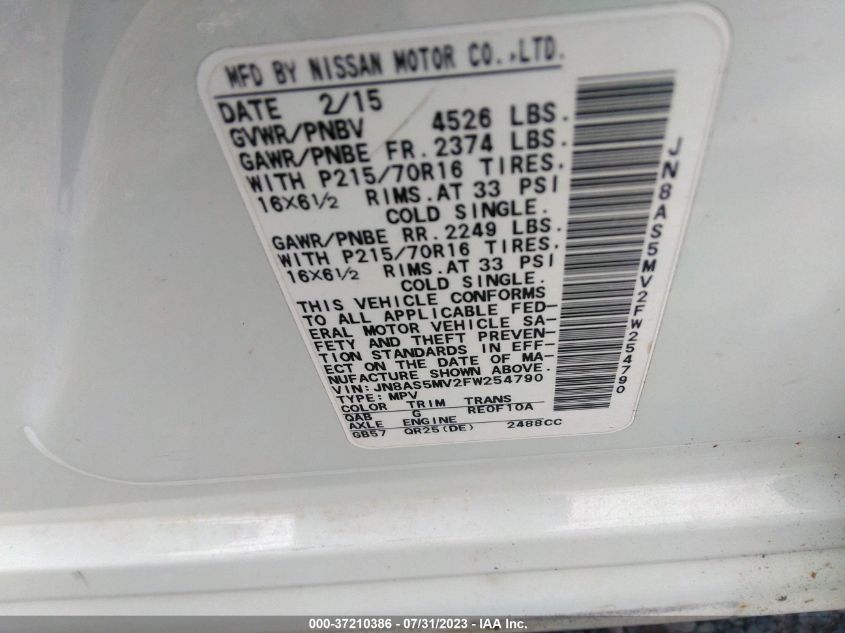 MFD BY NISSAN MOTOR CO.,LTD.
DATE 2/15
GVWR/PNBV 4526 LBS.
GAWR/PNBE FR. 2374 LBS.
WITH P215/70R16 TIRES.
16X6½ RIMS.AT 33 PSI
COLD SINGLE.
GAWR/PNBE RR. 2249 LBS.
WITH P215/70R16 TIRES.
16X6½ RIMS.AT 33 PSI
COLD SINGLE.
THIS VEHICLE CONFORMS
TO ALL APPLICABLE FED-
ERAL MOTOR VEHICLE SA-
FETY AND THEFT PREVEN-
TION STANDARDS IN EFF-
ECT ON THE DATE OF MA-
NUFACTURE SHOWN ABOVE.
VIN: JN8AS5MV2FW254790
TYPE: MPV
COLOR TRIM TRANS
QAB G RE0F10A
AXLE ENGINE
GB57 QR25(DE) 2488CC
JN8AS5MV2FW254790
000-37210386 - 07/31/2023 - IAA Inc.